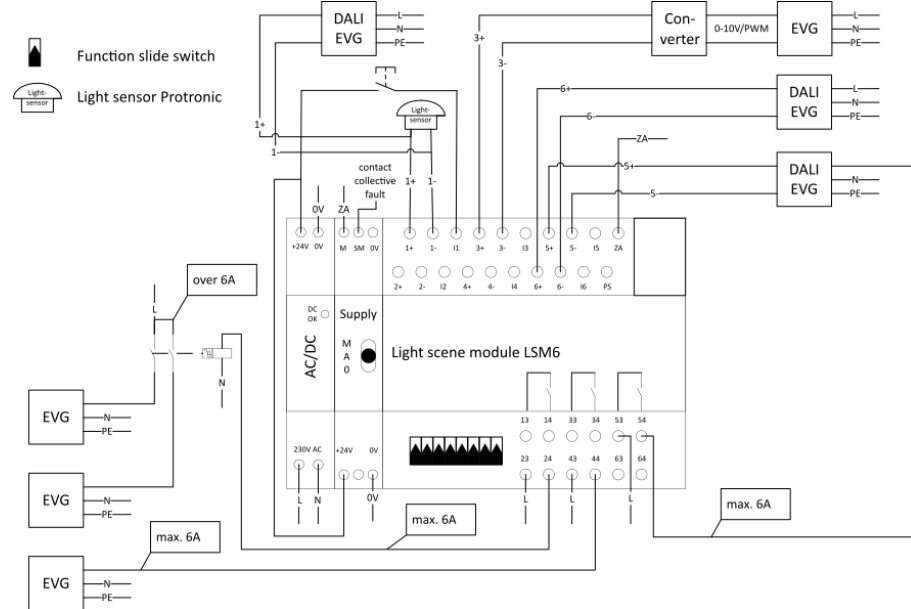 Function slide switch
Light-
sensor
Light sensor Protronic
DALI
EVG
L
N
PE
3+
3-
Con-
verter
0-10V/PWM
EVG
L
N
PE
DALI
EVG
L
N
PE
6+
6-
ZA
5+
5-
DALI
EVG
N
PE
1+
1-
Light-
sensor
1+
1-
contact
collective
fault
0V
ZA
+24V
0V
M
SM
0V
1+
1-
I1
3+
3-
I3
5+
5-
I5
ZA
2+
2-
I2
4+
4-
I4
6+
6-
I6
PS
over 6A
L
N
DC
OK
AC/DC
Supply
M
A
0
Light scene module LSM6
EVG
N
PE
EVG
N
PE
EVG
N
PE
230V AC
+24V
0V
L
N
0V
13
14
33
34
53
54
23
24
43
44
63
64
L
L
L
max. 6A
max. 6A
max. 6A